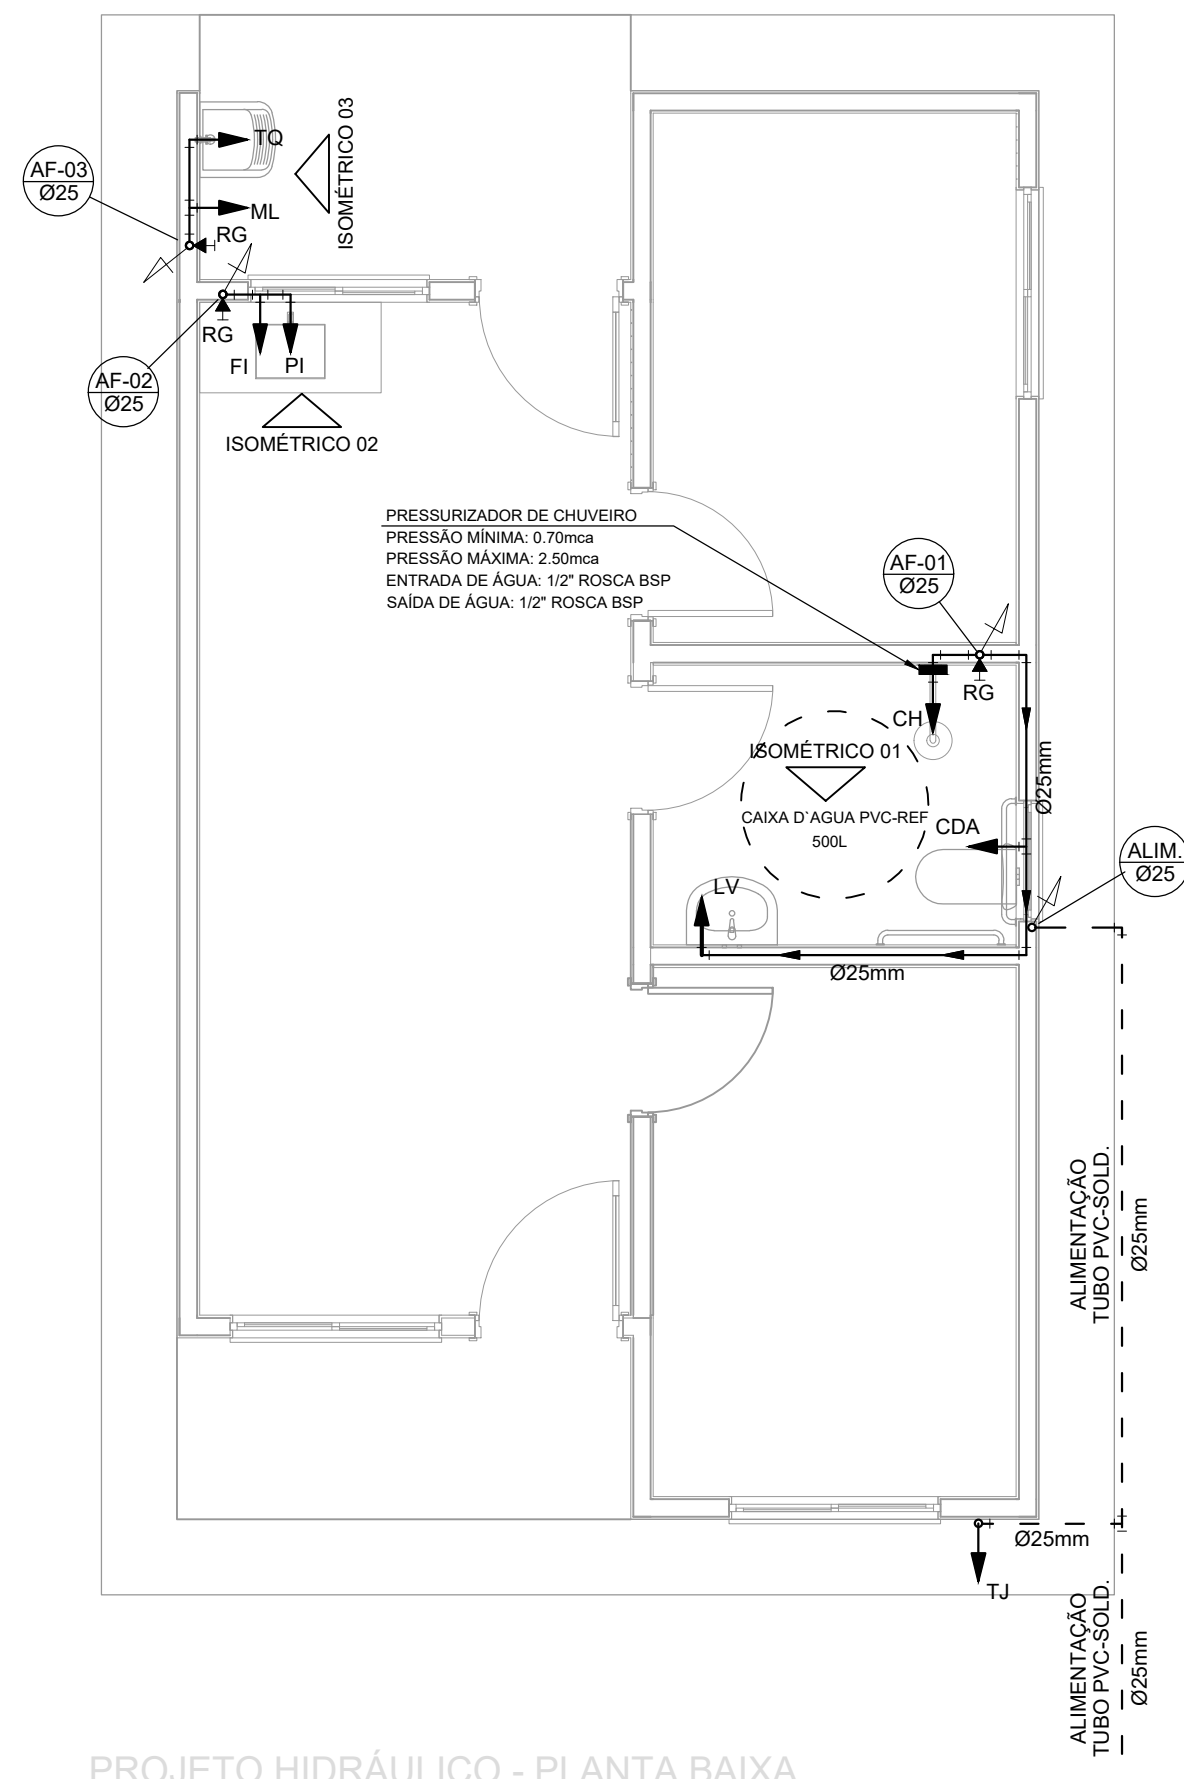 TQ
ISOMÉTRICO 03
AF-03
Ø25
ML
RG
RG
FI
PI
AF-02
Ø25
ISOMÉTRICO 02
PRESSURIZADOR DE CHUVEIRO
PRESSÃO MÍNIMA: 0.70mca
PRESSÃO MÁXIMA: 2.50mca
ENTRADA DE ÁGUA: 1/2" ROSCA BSP
SAÍDA DE ÁGUA: 1/2" ROSCA BSP
AF-01
Ø25
RG
CH
ISOMÉTRICO 01
Ø25mm
CAIXA D`AGUA PVC-REF
500L
CDA
ALIM.
Ø25
LV
Ø25mm
ALIMENTAÇÃO
TUBO PVC-SOLD.
Ø25mm
Ø25mm
TJ
ALIMENTAÇÃO
TUBO PVC-SOLD.
Ø25mm
PROJETO HIDRÁULICO - PLANTA BAIXA